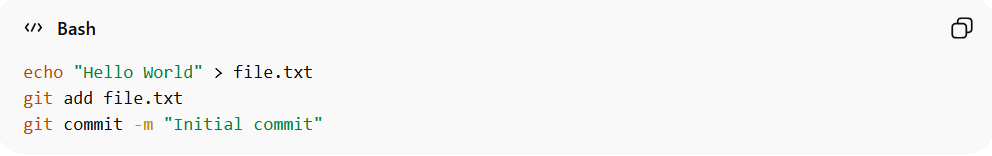 </> Bash
echo "Hello World" > file.txt
git add file.txt
git commit -m "Initial commit"